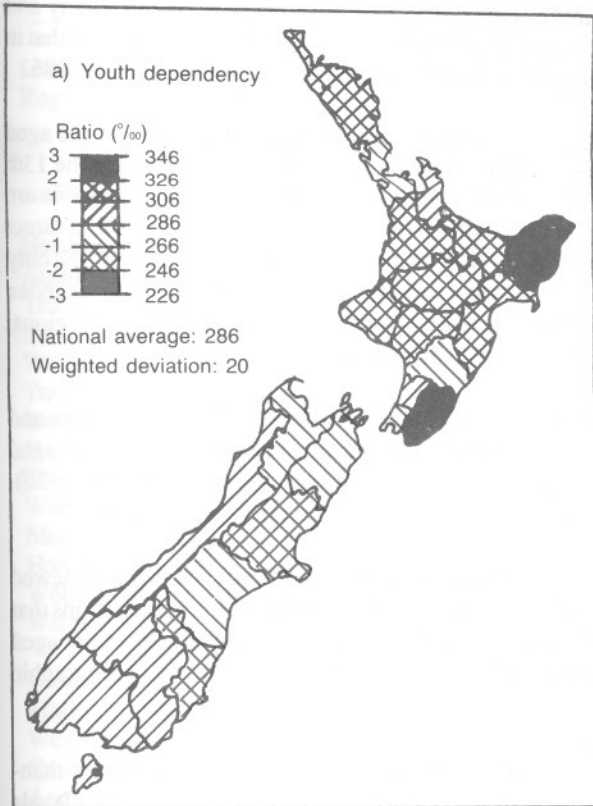 a) Youth dependency
Ratio (°/₀₀)
3 346
2 326
1 306
0 286
-1 266
-2 246
-3 226
National average: 286
Weighted deviation: 20